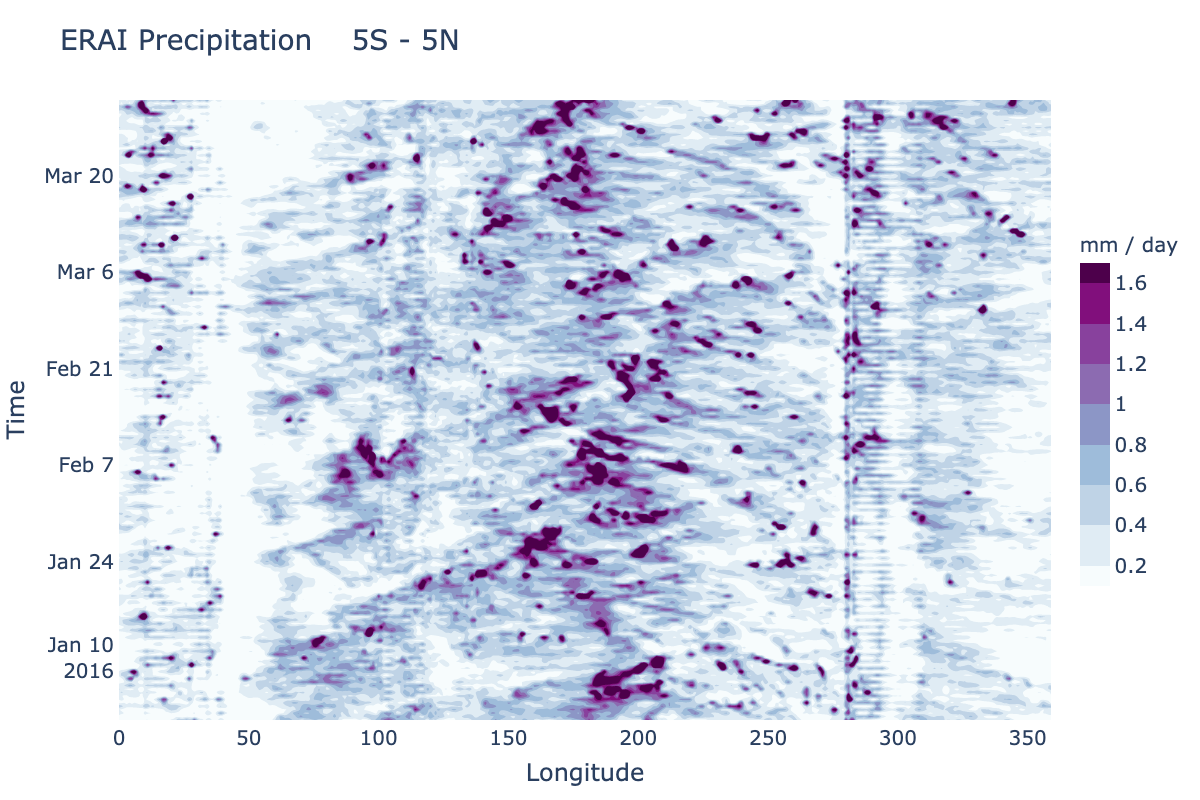 ERAI Precipitation    5S - 5N
mm / day
1.6
1.4
1.2
1
0.8
0.6
0.4
0.2
Time
Mar 20
Mar 6
Feb 21
Feb 7
Jan 24
Jan 10
2016
0 50 100 150 200 250 300 350
Longitude